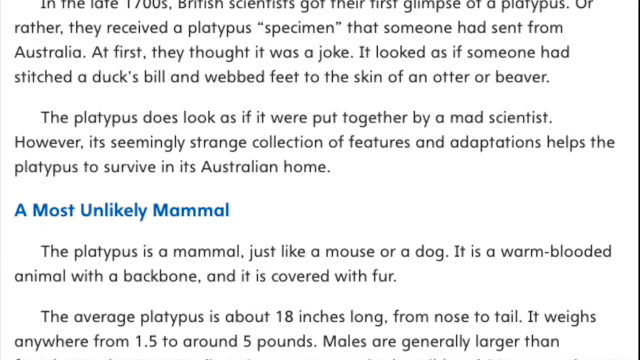 In the late 1700s, British scientists got their first glimpse of a platypus. Or
rather, they received a platypus “specimen” that someone had sent from
Australia. At first, they thought it was a joke. It looked as if someone had
stitched a duck’s bill and webbed feet to the skin of an otter or beaver.
The platypus does look as if it were put together by a mad scientist.
However, its seemingly strange collection of features and adaptations helps the
platypus to survive in its Australian home.
A Most Unlikely Mammal
The platypus is a mammal, just like a mouse or a dog. It is a warm-blooded
animal with a backbone, and it is covered with fur.
The average platypus is about 18 inches long, from nose to tail. It weighs
anywhere from 1.5 to around 5 pounds. Males are generally larger than